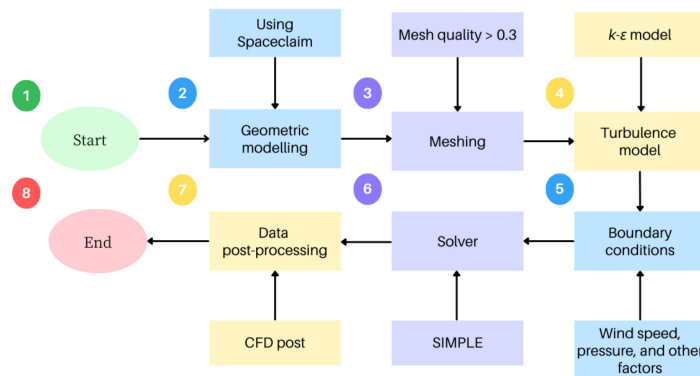 Using
Spaceclaim
Mesh quality > 0.3
k-ε model
1
2
3
4
Start
Geometric
modelling
Meshing
Turbulence
model
8
7
6
5
End
Data
post-processing
Solver
Boundary
conditions
CFD post
SIMPLE
Wind speed,
pressure, and other
factors